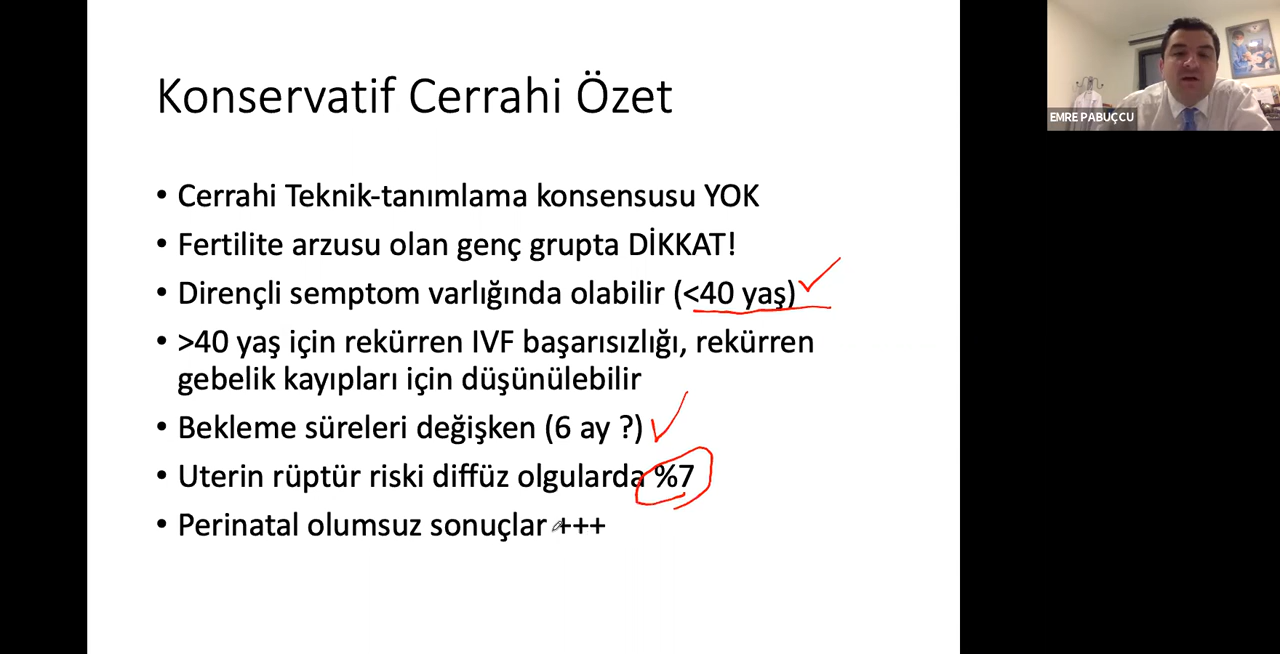 Konservatif Cerrahi Özet
• Cerrahi Teknik-tanımlama konsensusu YOK
• Fertilite arzusu olan genç grupta DİKKAT!
• Dirençli semptom varlığında olabilir (<40 yaş)
• >40 yaş için rekürren IVF başarısızlığı, rekürren
gebelik kayıpları için düşünülebilir
• Bekleme süreleri değişken (6 ay ?)
• Uterin rüptür riski diffüz olgularda %7
• Perinatal olumsuz sonuçlar +++
EMRE PABUÇCU